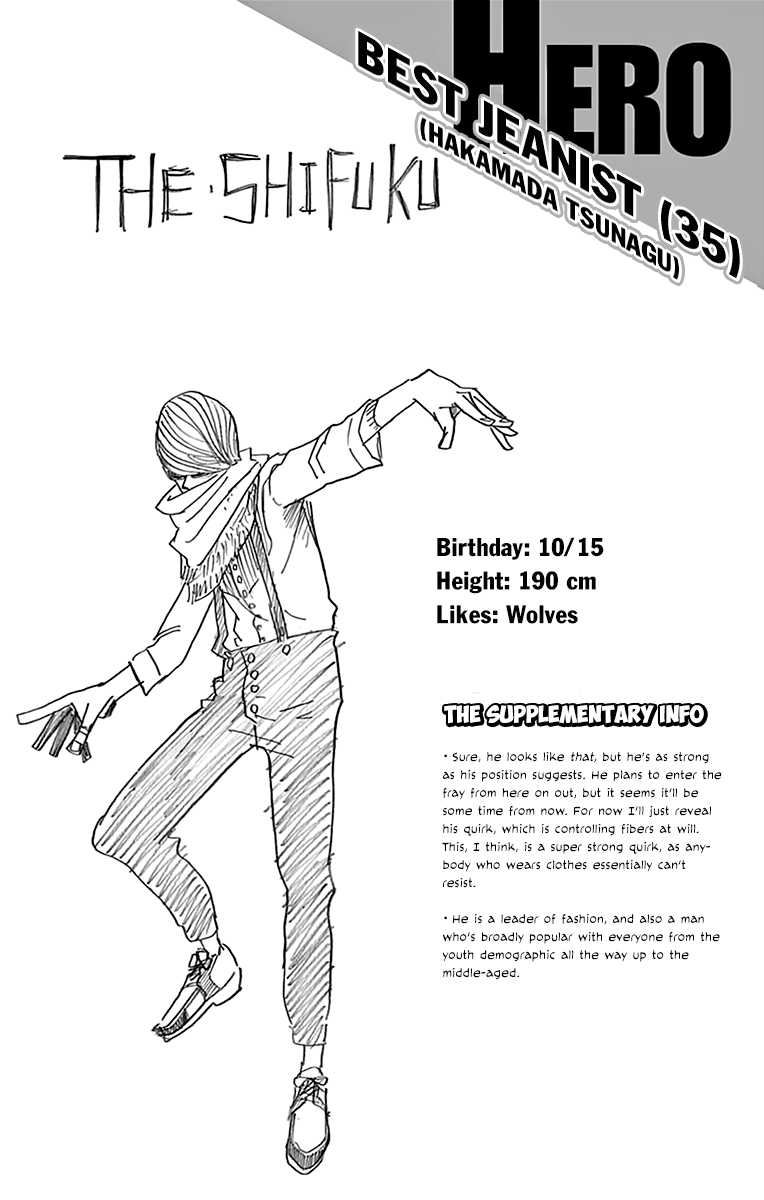 HERO
BEST JEANIST (35)
(HAKAMADA TSUNAGU)
THE·SHIFUKU
Birthday: 10/15
Height: 190 cm
Likes: Wolves
THE SUPPLEMENTARY INFO
• Sure, he looks like that, but he's as strong
as his position suggests. He plans to enter the
fray from here on out, but it seems it'll be
some time from now. For now I'll just reveal
his quirk, which is controlling fibers at will.
This, I think, is a super strong quirk, as any-
body who wears clothes essentially can't
resist.
• He is a leader of fashion, and also a man
who's broadly popular with everyone from the
youth demographic all the way up to the
middle-aged.